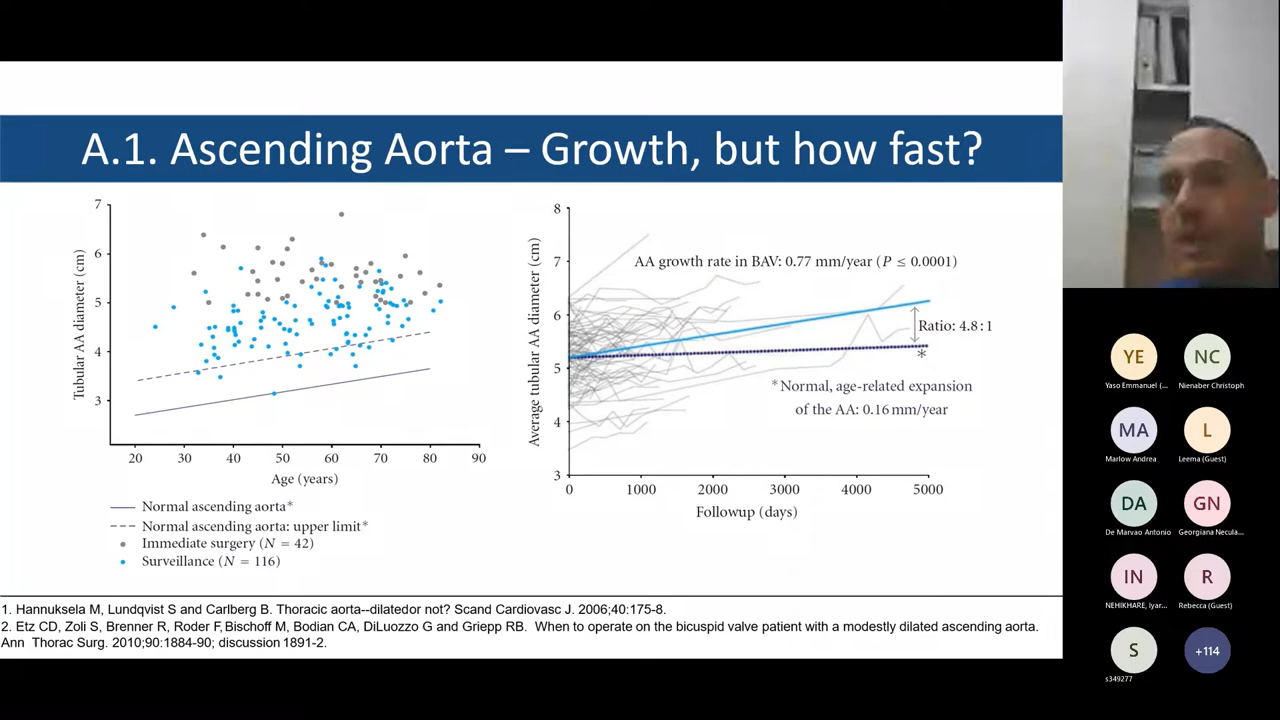 A.1. Ascending Aorta – Growth, but how fast?
7
6
5
4
3
Tubular AA diameter (cm)
20 30 40 50 60 70 80 90
Age (years)
Normal ascending aorta*
Normal ascending aorta: upper limit*
Immediate surgery (N = 42)
Surveillance (N = 116)
8
7
6
5
4
3
Average tubular AA diameter (cm)
AA growth rate in BAV: 0.77 mm/year (P ≤ 0.0001)
Ratio: 4.8:1
*
*Normal, age-related expansion
of the AA: 0.16 mm/year
0 1000 2000 3000 4000 5000
Followup (days)
1. Hannuksela M, Lundqvist S and Carlberg B. Thoracic aorta--dilatedor not? Scand Cardiovasc J. 2006;40:175-8.
2. Etz CD, Zoli S, Brenner R, Roder F, Bischoff M, Bodian CA, DiLuozzo G and Griepp RB. When to operate on the bicuspid valve patient with a modestly dilated ascending aorta.
Ann Thorac Surg. 2010;90:1884-90; discussion 1891-2.
YE NC
Yaso Emmanuel (... Nienaber Christoph
MA L
Marlow Andrea Leema (Guest)
DA GN
De Marvao Antonio Georgiana Necula...
IN R
NEHIKHARE, Iyar... Rebecca (Guest)
S +114
s349277